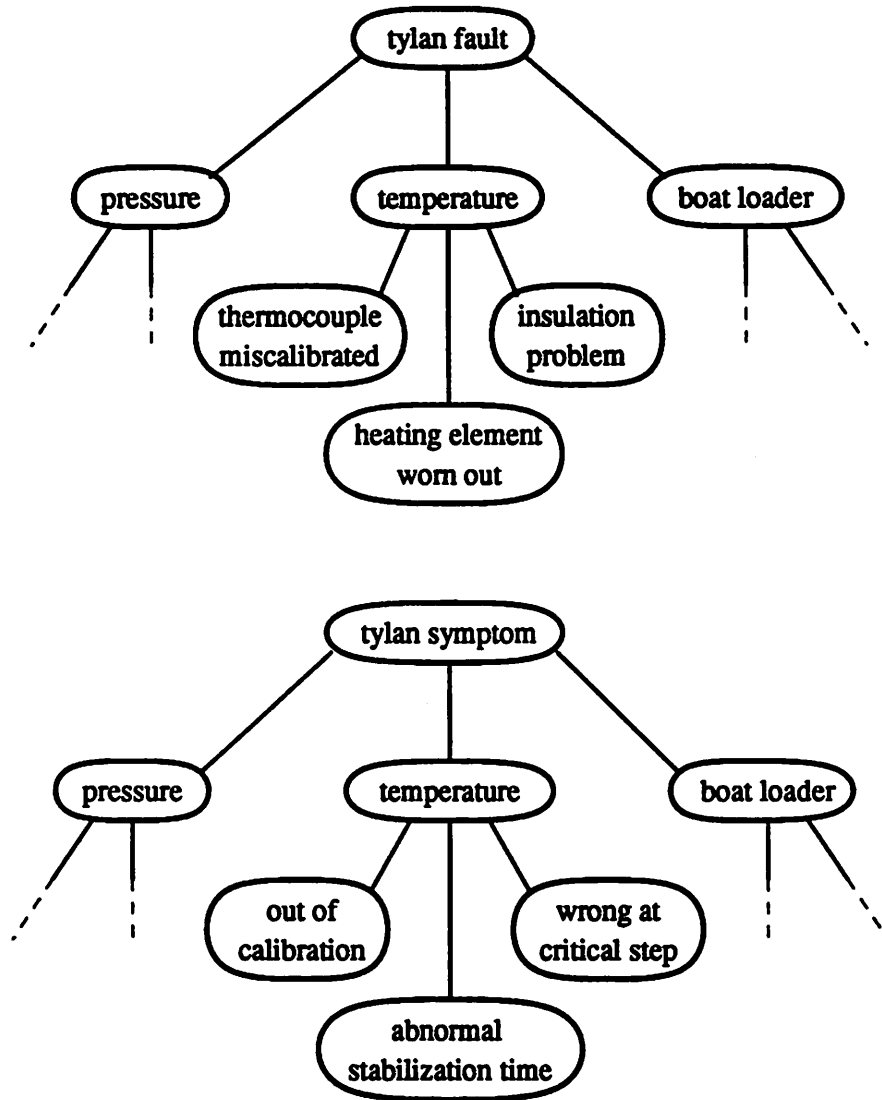 tylan fault
pressure
temperature
boat loader
thermocouple
miscalibrated
insulation
problem
heating element
worn out
tylan symptom
pressure
temperature
boat loader
out of
calibration
wrong at
critical step
abnormal
stabilization time